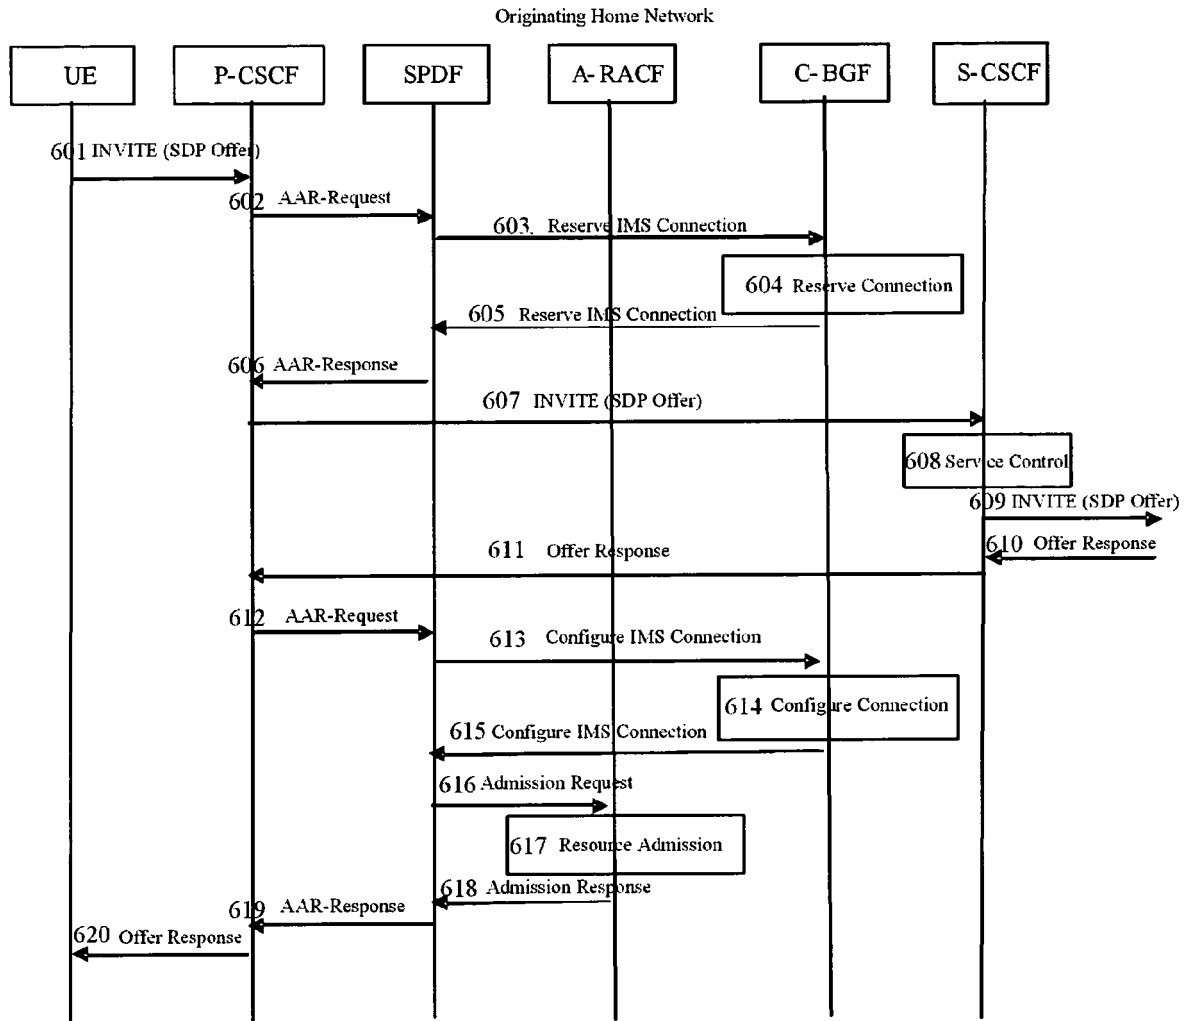 Originating Home Network
UE
P-CSCF
SPDF
A-RACF
C-BGF
S-CSCF
601 INVITE (SDP Offer)
602 AAR-Request
603. Reserve IMS Connection
604 Reserve Connection
605 Reserve IMS Connection
606 AAR-Response
607 INVITE (SDP Offer)
608 Service Control
609 INVITE (SDP Offer)
610 Offer Response
611 Offer Response
612 AAR-Request
613 Configure IMS Connection
614 Configure Connection
615 Configure IMS Connection
616 Admission Request
617 Resource Admission
618 Admission Response
619 AAR-Response
620 Offer Response